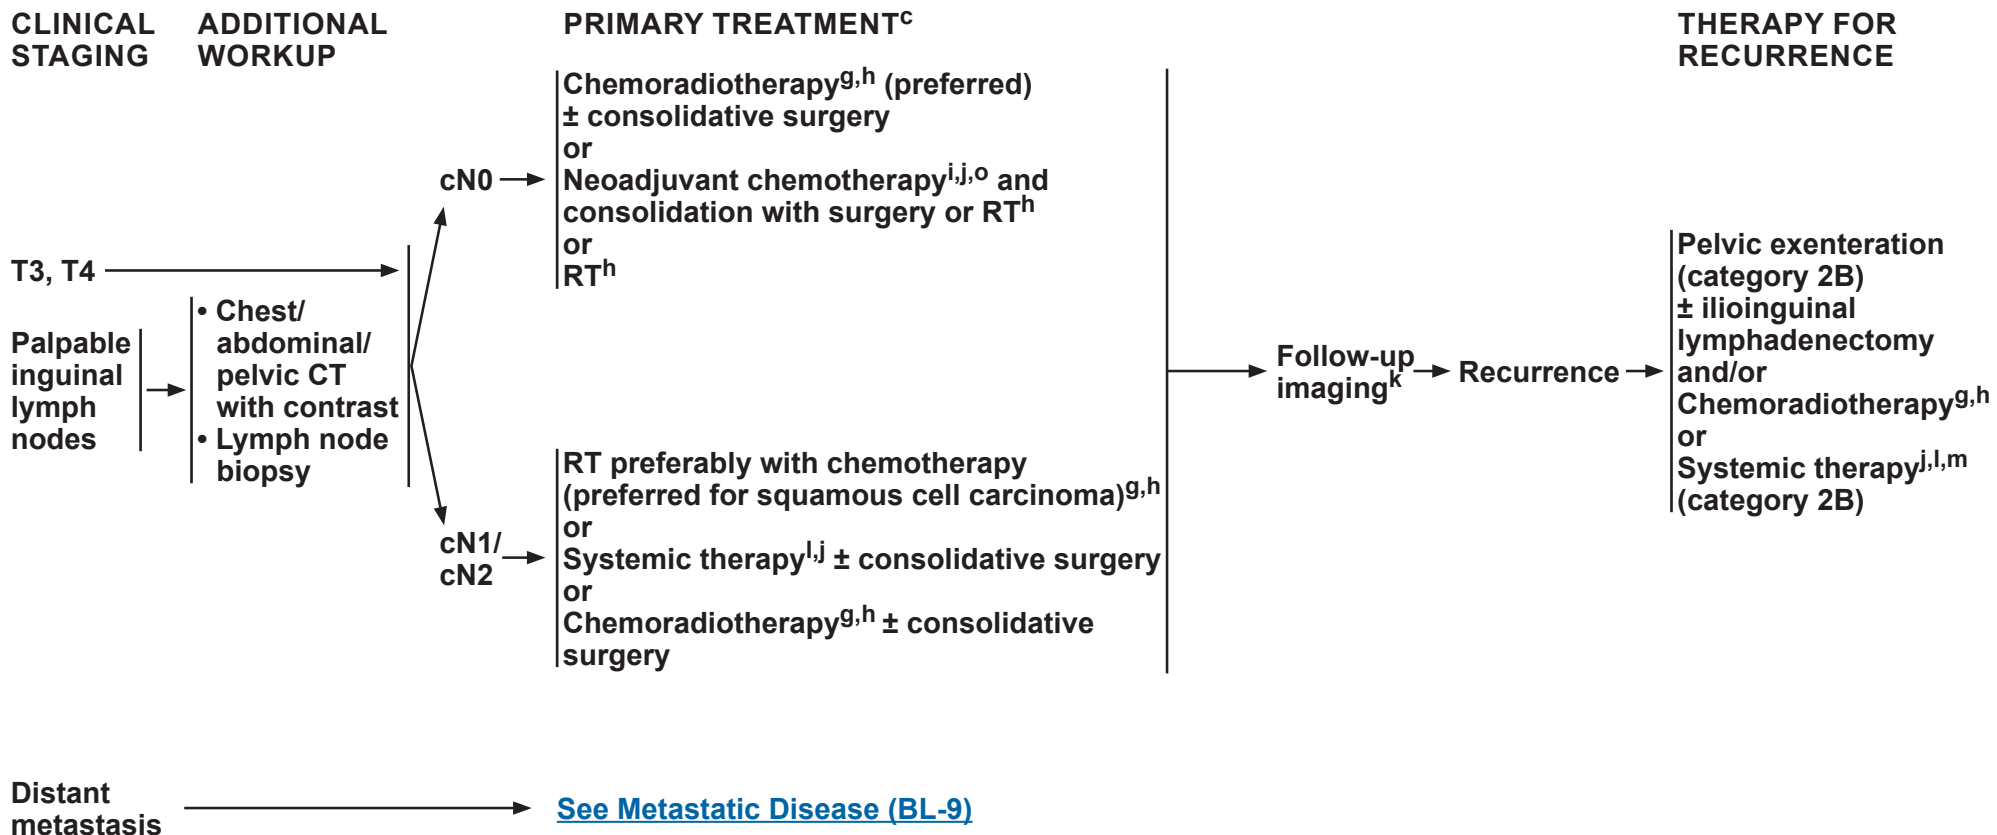 CLINICAL
STAGING
ADDITIONAL
WORKUP
PRIMARY TREATMENTc
THERAPY FOR
RECURRENCE
T3, T4
Palpable
inguinal
lymph
nodes
• Chest/
abdominal/
pelvic CT
with contrast
• Lymph node
biopsy
cN0
Chemoradiotherapyg,h (preferred)
± consolidative surgery
or
Neoadjuvant chemotherapyi,j,o and
consolidation with surgery or RTh
or
RTh
cN1/
cN2
RT preferably with chemotherapy
(preferred for squamous cell carcinoma)g,h
or
Systemic therapyl,j ± consolidative surgery
or
Chemoradiotherapyg,h ± consolidative
surgery
Follow-up
imagingk
Recurrence
Pelvic exenteration
(category 2B)
± ilioinguinal
lymphadenectomy
and/or
Chemoradiotherapyg,h
or
Systemic therapyj,l,m
(category 2B)
Distant
metastasis
See Metastatic Disease (BL-9)